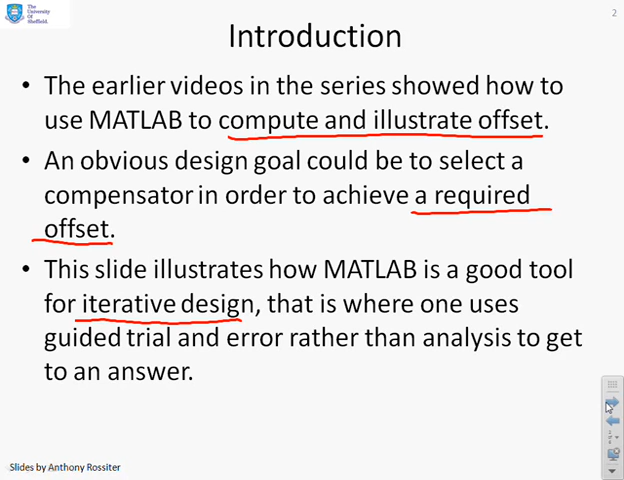 The
University
Of
Sheffield.
2
Introduction
• The earlier videos in the series showed how to
use MATLAB to compute and illustrate offset.
• An obvious design goal could be to select a
compensator in order to achieve a required
offset.
• This slide illustrates how MATLAB is a good tool
for iterative design, that is where one uses
guided trial and error rather than analysis to get
to an answer.
Slides by Anthony Rossiter